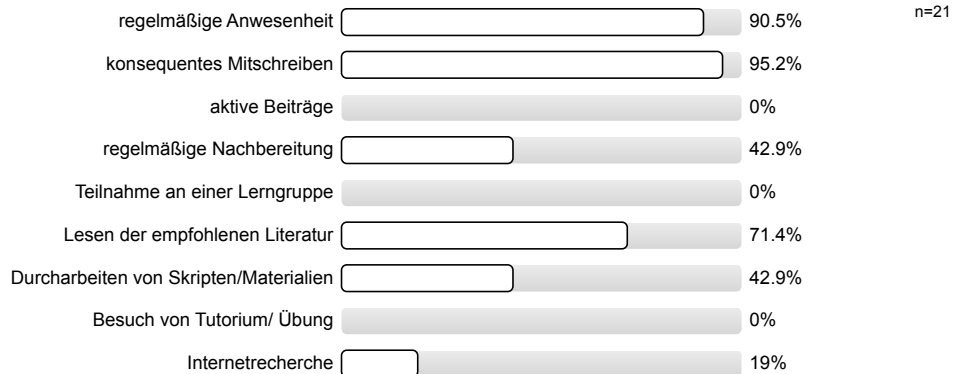 regelmäßige Anwesenheit 90.5% n=21
konsequentes Mitschreiben 95.2%
aktive Beiträge 0%
regelmäßige Nachbereitung 42.9%
Teilnahme an einer Lerngruppe 0%
Lesen der empfohlenen Literatur 71.4%
Durcharbeiten von Skripten/Materialien 42.9%
Besuch von Tutorium/ Übung 0%
Internetrecherche 19%